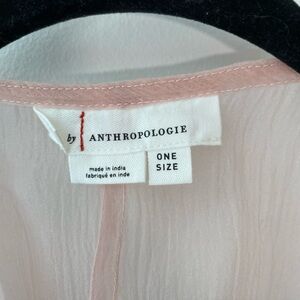 by ANTHROPOLOGIE
made in india
fabriqué en inde
ONE
SIZE